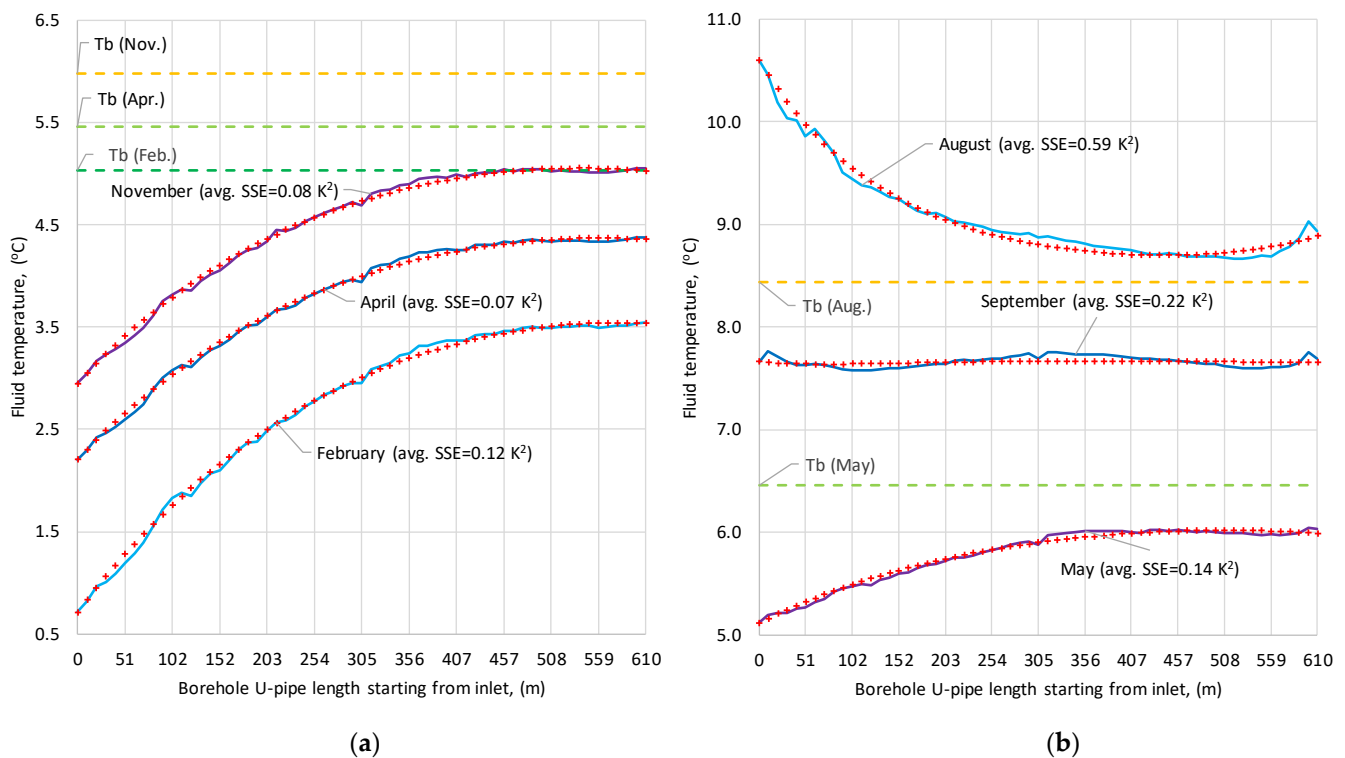 6.5
5.5
4.5
3.5
2.5
1.5
0.5
Fluid temperature, (°C)
Tb (Nov.)
Tb (Apr.)
Tb (Feb.)
November (avg. SSE=0.08 K²)
April (avg. SSE=0.07 K²)
February (avg. SSE=0.12 K²)
0 51 102 152 203 254 305 356 407 457 508 559 610
Borehole U-pipe length starting from inlet, (m)
(a)
11.0
10.0
9.0
8.0
7.0
6.0
5.0
Fluid temperature, (°C)
August (avg. SSE=0.59 K²)
Tb (Aug.)
September (avg. SSE=0.22 K²)
Tb (May)
May (avg. SSE=0.14 K²)
0 51 102 152 203 254 305 356 407 457 508 559 610
Borehole U-pipe length starting from inlet, (m)
(b)